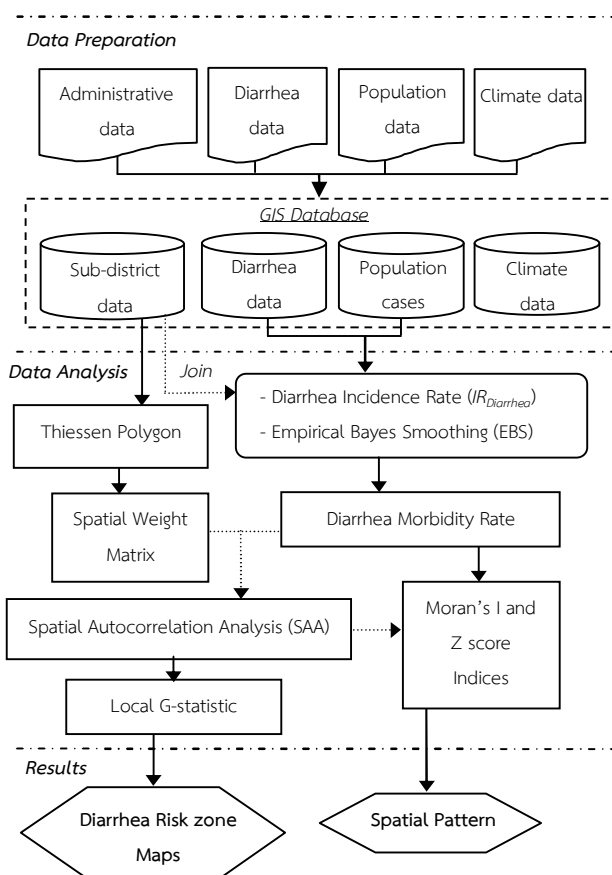 Data Preparation
Administrative
data
Diarrhea
data
Population
data
Climate data
GIS Database
Sub-district
data
Diarrhea
data
Population
cases
Climate
data
Data Analysis
Join
- Diarrhea Incidence Rate (IR_Diarrhea)
- Empirical Bayes Smoothing (EBS)
Thiessen Polygon
Spatial Weight
Matrix
Diarrhea Morbidity Rate
Spatial Autocorrelation Analysis (SAA)
Moran's I and
Z score
Indices
Local G-statistic
Results
Diarrhea Risk zone
Maps
Spatial Pattern